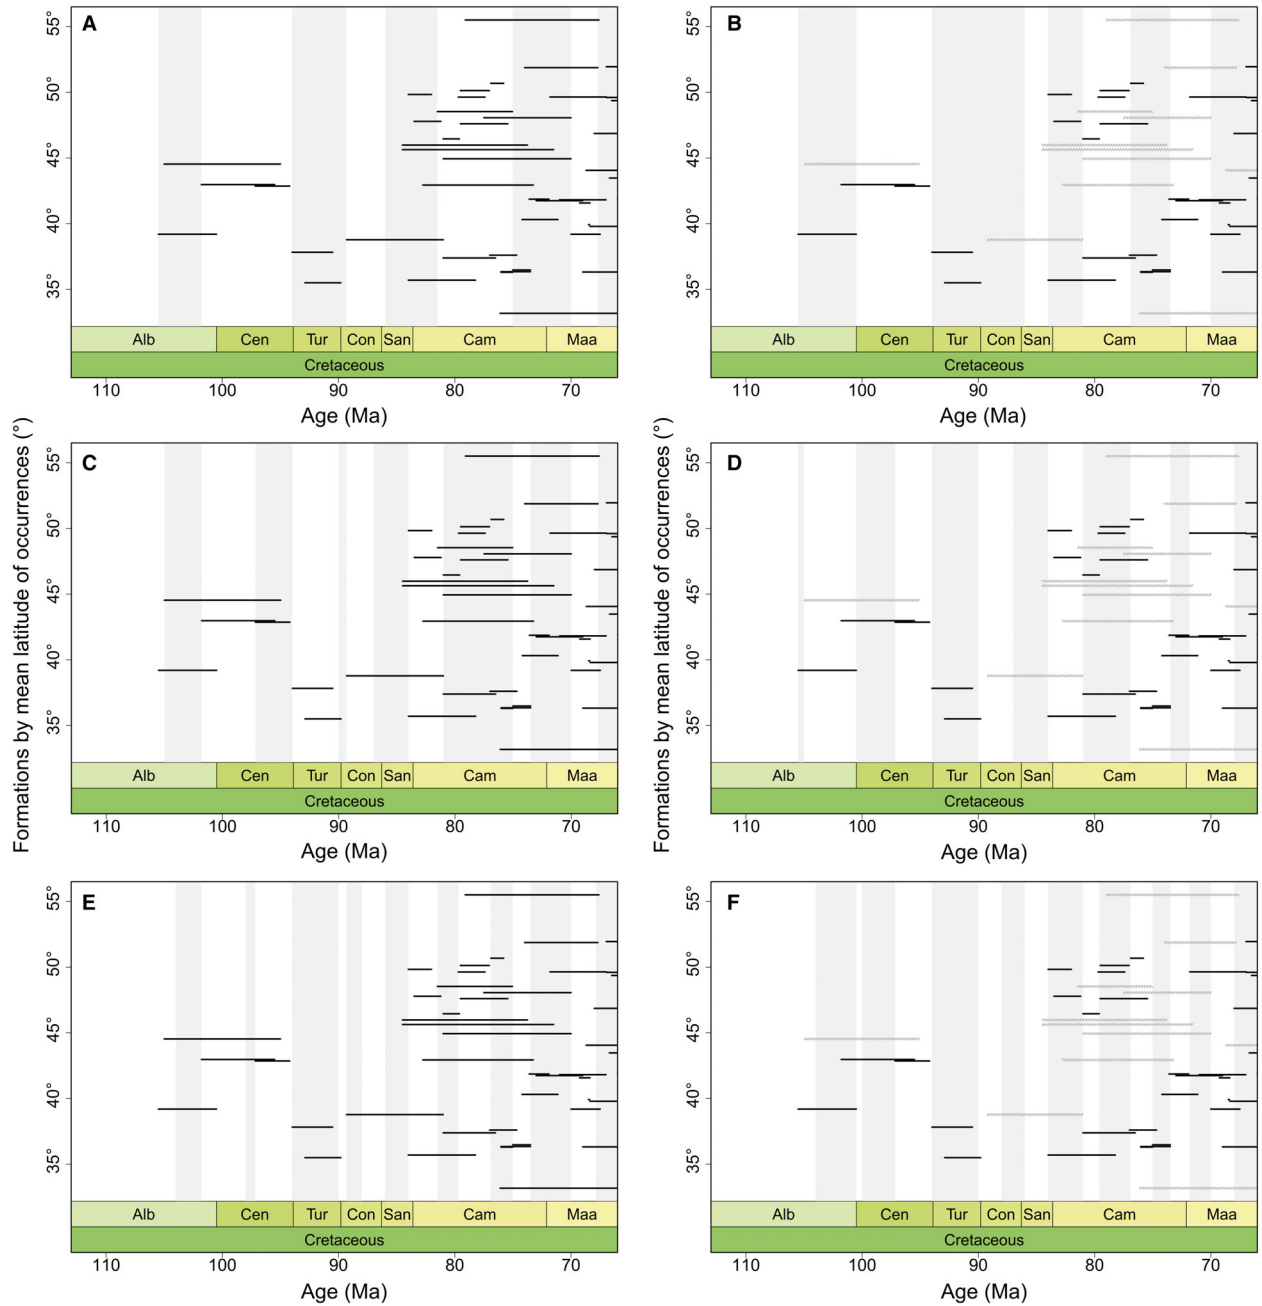 A
55°
50°
45°
40°
35°
Alb Cen Tur Con San Cam Maa
Cretaceous
110 100 90 80 70
Age (Ma)
B
55°
50°
45°
40°
35°
Alb Cen Tur Con San Cam Maa
Cretaceous
110 100 90 80 70
Age (Ma)
Formations by mean latitude of occurrences (°)
C
55°
50°
45°
40°
35°
Alb Cen Tur Con San Cam Maa
Cretaceous
110 100 90 80 70
Age (Ma)
Formations by mean latitude of occurrences (°)
D
55°
50°
45°
40°
35°
Alb Cen Tur Con San Cam Maa
Cretaceous
110 100 90 80 70
Age (Ma)
E
55°
50°
45°
40°
35°
Alb Cen Tur Con San Cam Maa
Cretaceous
110 100 90 80 70
Age (Ma)
F
55°
50°
45°
40°
35°
Alb Cen Tur Con San Cam Maa
Cretaceous
110 100 90 80 70
Age (Ma)